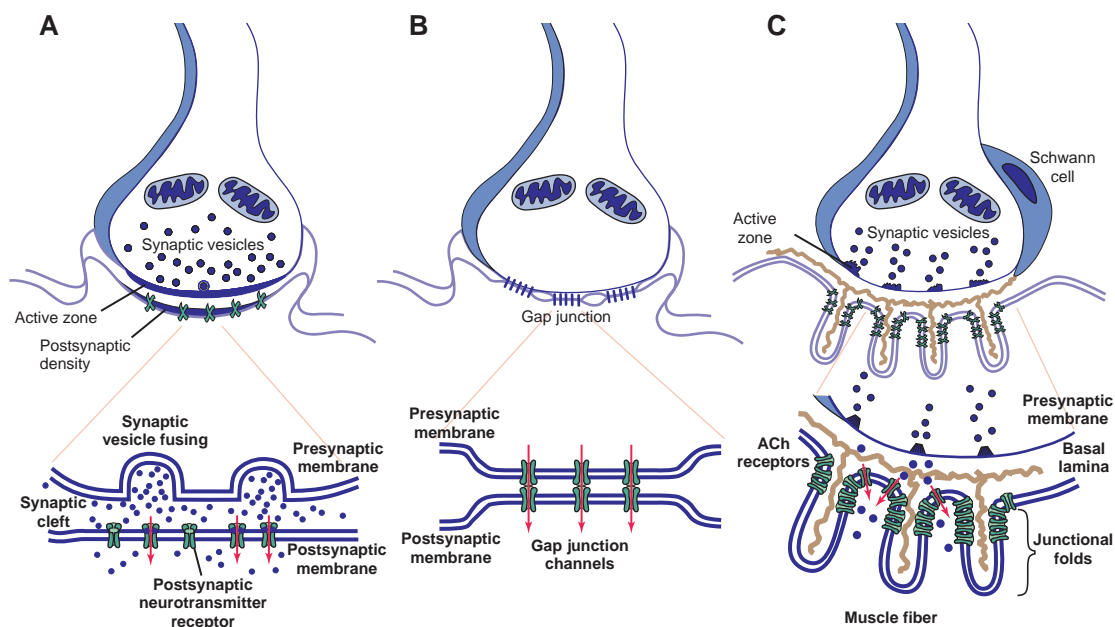 A
Synaptic vesicles
Active zone
Postsynaptic
density
Synaptic
vesicle fusing
Presynaptic
membrane
Synaptic
cleft
Postsynaptic
membrane
Postsynaptic
neurotransmitter
receptor
B
Gap junction
Presynaptic
membrane
Postsynaptic
membrane
Gap junction
channels
C
Schwann
cell
Active
zone
Synaptic vesicles
Presynaptic
membrane
ACh
receptors
Basal
lamina
Junctional
folds
Muscle fiber